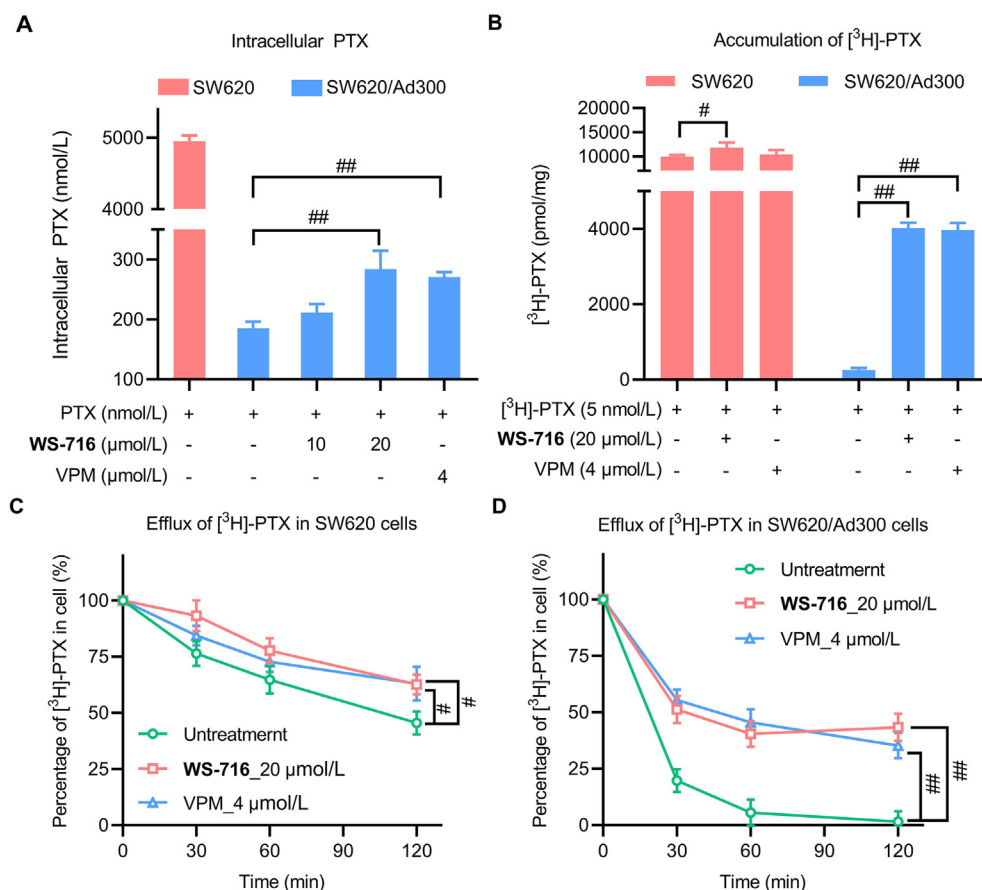 A
Intracellular PTX
SW620 SW620/Ad300
Intracellular PTX (nmol/L)
5000
4000
300
200
100
##
##
PTX (nmol/L) + + + + +
WS-716 (μmol/L) - - 10 20 -
VPM (μmol/L) - - - - 4
B
Accumulation of [³H]-PTX
SW620 SW620/Ad300
[³H]-PTX (pmol/mg)
20000
15000
10000
4000
2000
0
#
##
##
[³H]-PTX (5 nmol/L) + + + + + +
WS-716 (20 μmol/L) - + - - + -
VPM (4 μmol/L) - - + - - +
C
Efflux of [³H]-PTX in SW620 cells
Percentage of [³H]-PTX in cell (%)
100
75
50
25
0
Untreatmernt
WS-716_20 μmol/L
VPM_4 μmol/L
#
#
0 30 60 90 120
Time (min)
D
Efflux of [³H]-PTX in SW620/Ad300 cells
Percentage of [³H]-PTX in cell (%)
100
75
50
25
0
Untreatmernt
WS-716_20 μmol/L
VPM_4 μmol/L
##
##
0 30 60 90 120
Time (min)